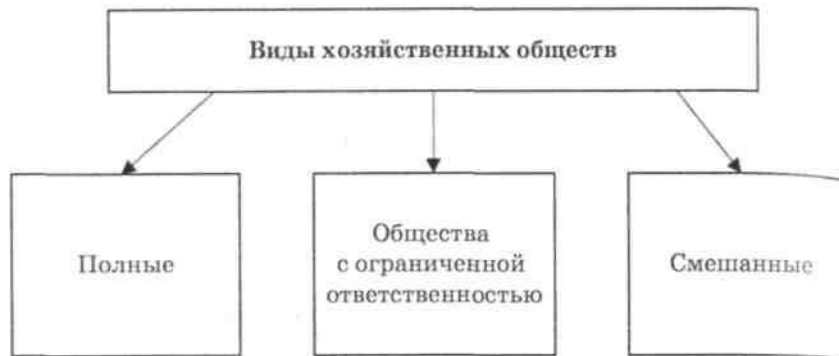 Виды хозяйственных обществ
Полные
Общества
с ограниченной
ответственностью
Смешанные